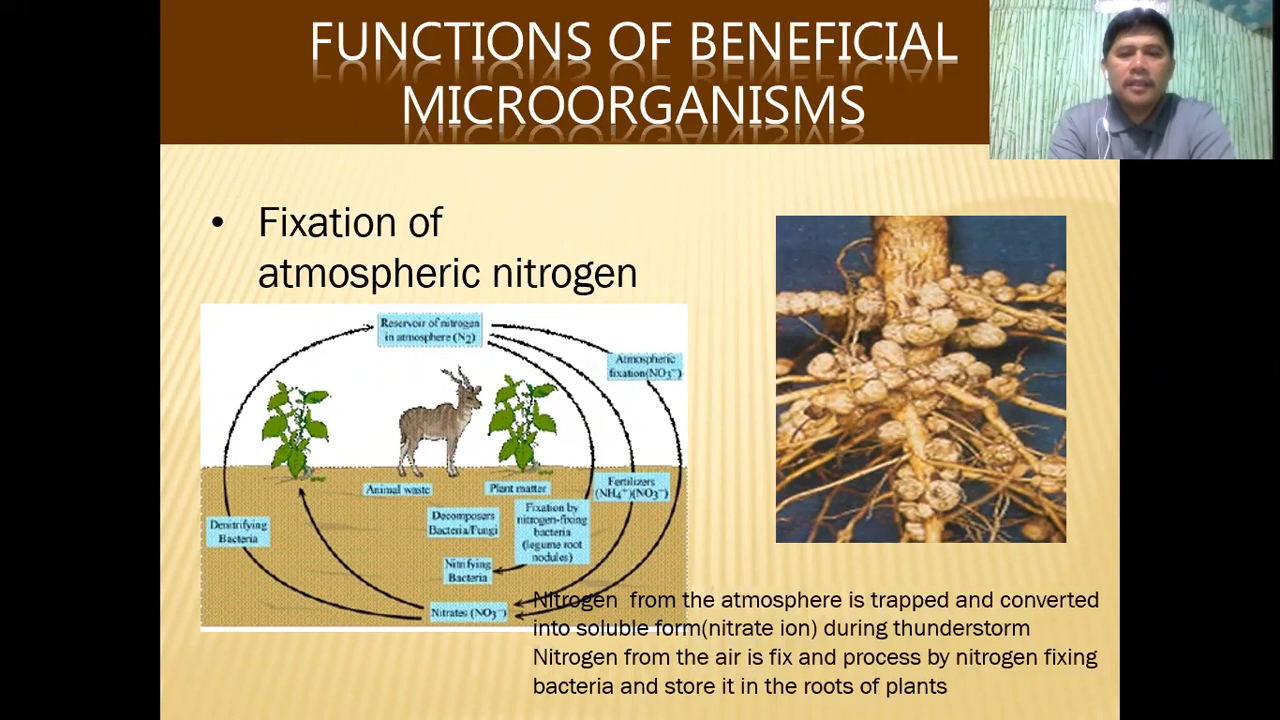 FUNCTIONS OF BENEFICIAL
MICROORGANISMS
• Fixation of
atmospheric nitrogen
Reservoir of nitrogen
in atmosphere (N2)
Atmospheric
fixation(NO3⁻)
Animal waste
Plant matter
Fertilizers
(NH4⁺)(NO3⁻)
Decomposers
Bacteria/Fungi
Fixation by
nitrogen-fixing
bacteria
(legume root
nodules)
Denitrifying
Bacteria
Nitrifying
Bacteria
Nitrates (NO3⁻)
Nitrogen from the atmosphere is trapped and converted
into soluble form(nitrate ion) during thunderstorm
Nitrogen from the air is fix and process by nitrogen fixing
bacteria and store it in the roots of plants